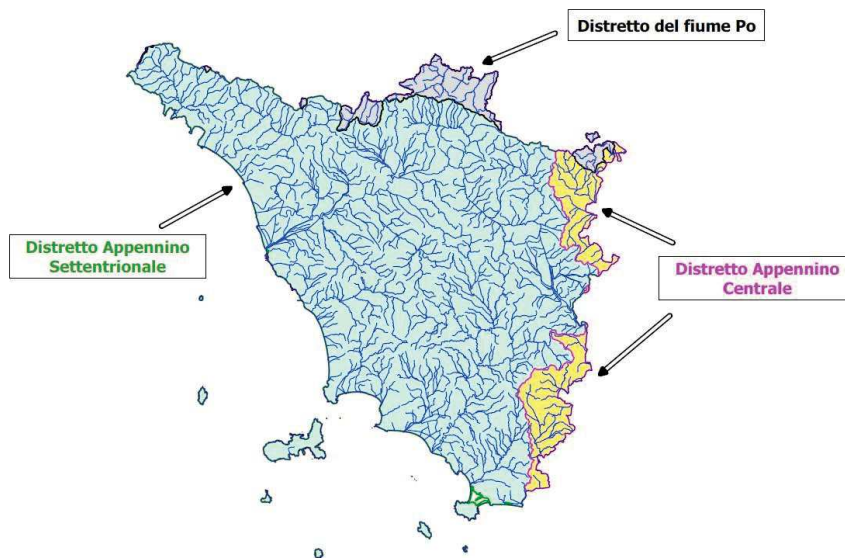 Distretto del fiume Po
Distretto Appennino
Settentrionale
Distretto Appennino
Centrale